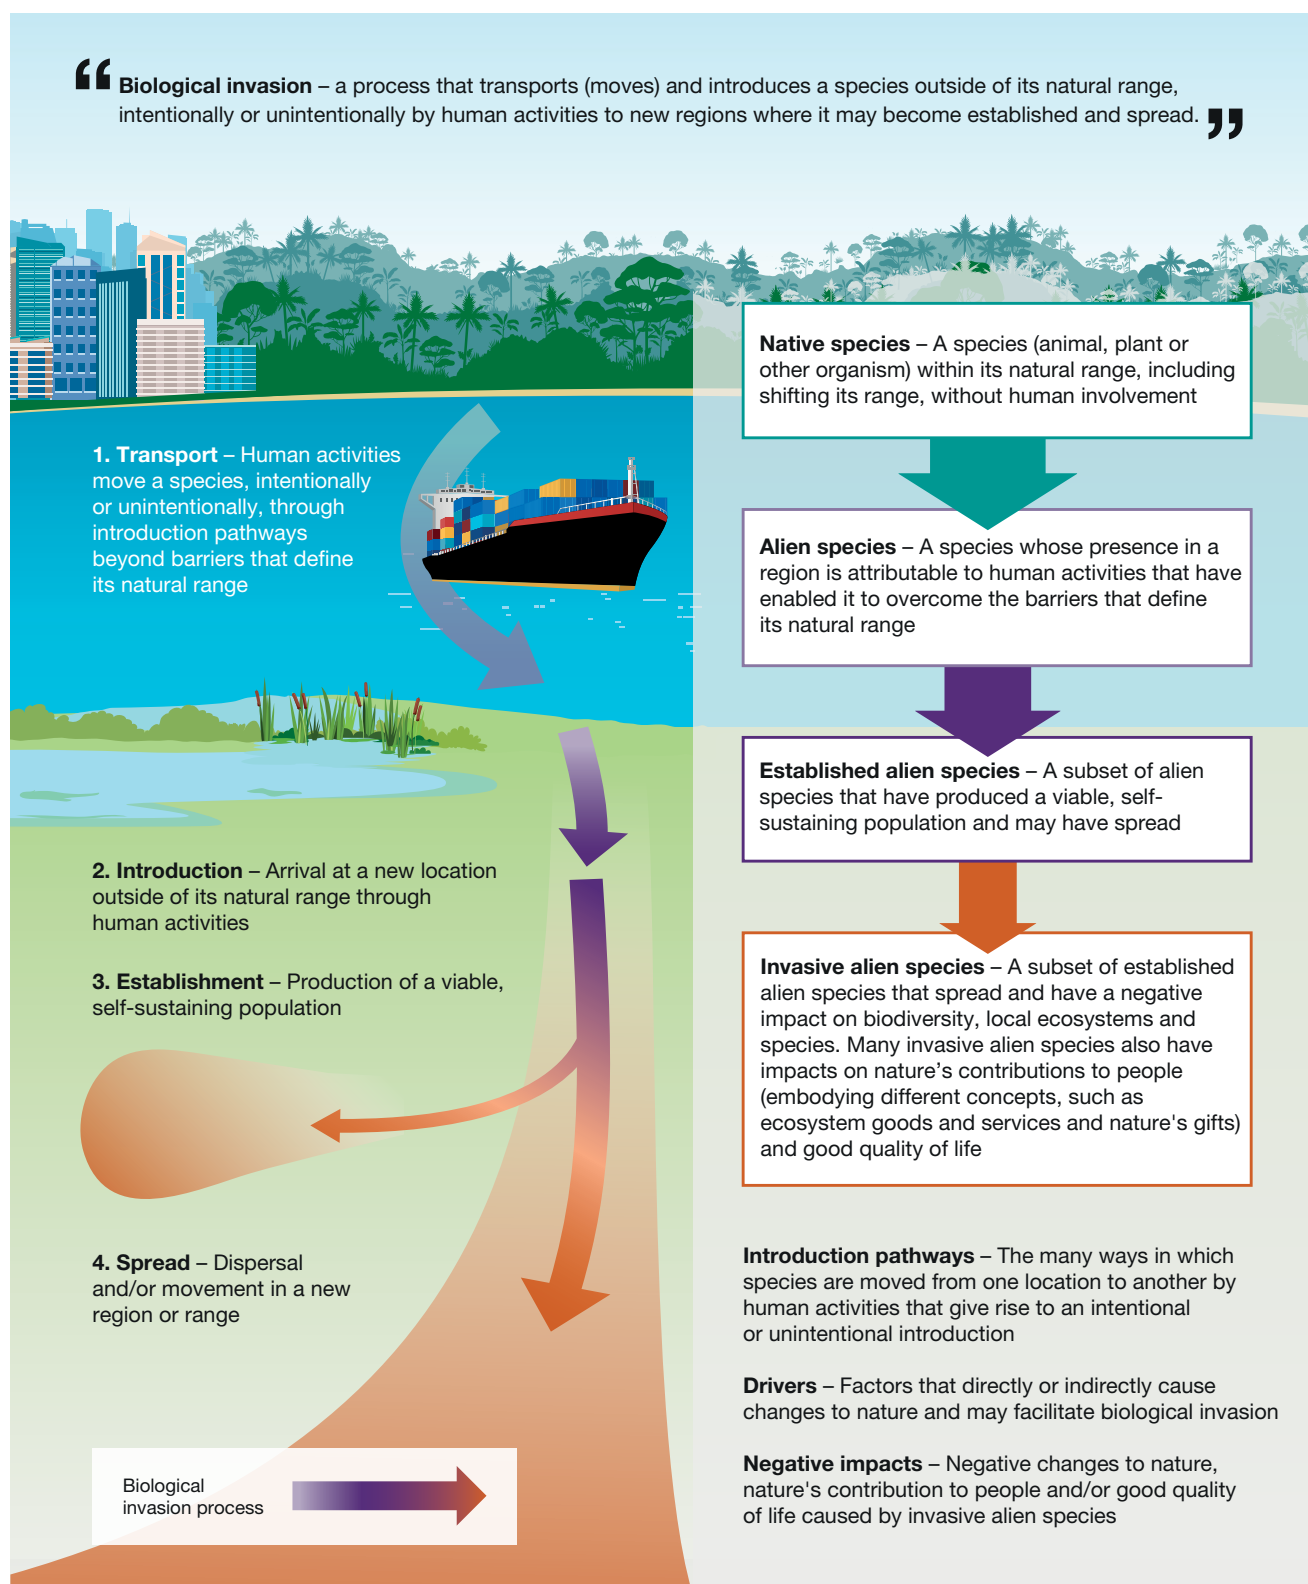 “ Biological invasion – a process that transports (moves) and introduces a species outside of its natural range,
intentionally or unintentionally by human activities to new regions where it may become established and spread. ”
1. Transport – Human activities
move a species, intentionally
or unintentionally, through
introduction pathways
beyond barriers that define
its natural range
2. Introduction – Arrival at a new location
outside of its natural range through
human activities
3. Establishment – Production of a viable,
self-sustaining population
4. Spread – Dispersal
and/or movement in a new
region or range
Biological
invasion process
Native species – A species (animal, plant or
other organism) within its natural range, including
shifting its range, without human involvement
Alien species – A species whose presence in a
region is attributable to human activities that have
enabled it to overcome the barriers that define
its natural range
Established alien species – A subset of alien
species that have produced a viable, self-
sustaining population and may have spread
Invasive alien species – A subset of established
alien species that spread and have a negative
impact on biodiversity, local ecosystems and
species. Many invasive alien species also have
impacts on nature’s contributions to people
(embodying different concepts, such as
ecosystem goods and services and nature's gifts)
and good quality of life
Introduction pathways – The many ways in which
species are moved from one location to another by
human activities that give rise to an intentional
or unintentional introduction
Drivers – Factors that directly or indirectly cause
changes to nature and may facilitate biological invasion
Negative impacts – Negative changes to nature,
nature's contribution to people and/or good quality
of life caused by invasive alien species